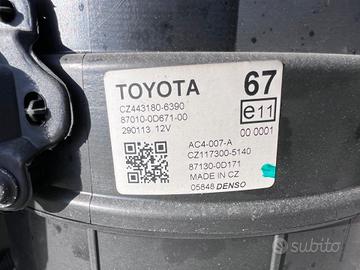 TOYOTA 67
CZ443180-6390
87010-0D671-00
290113 12V
e11
00 0001
AC4-007-A
CZ117300-5140
87130-0D171
MADE IN CZ
05848 DENSO
subito